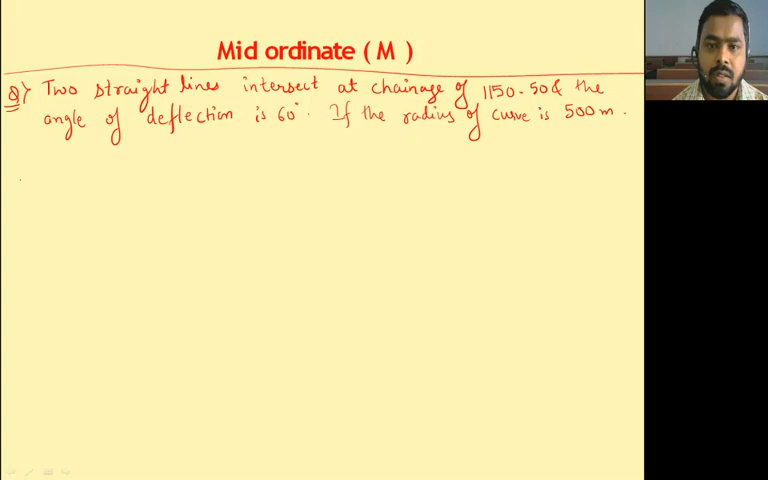 Mid ordinate ( M )
Q) Two straight lines intersect at chainage of 1150.50 & the
angle of deflection is 60°. If the radius of curve is 500 m.